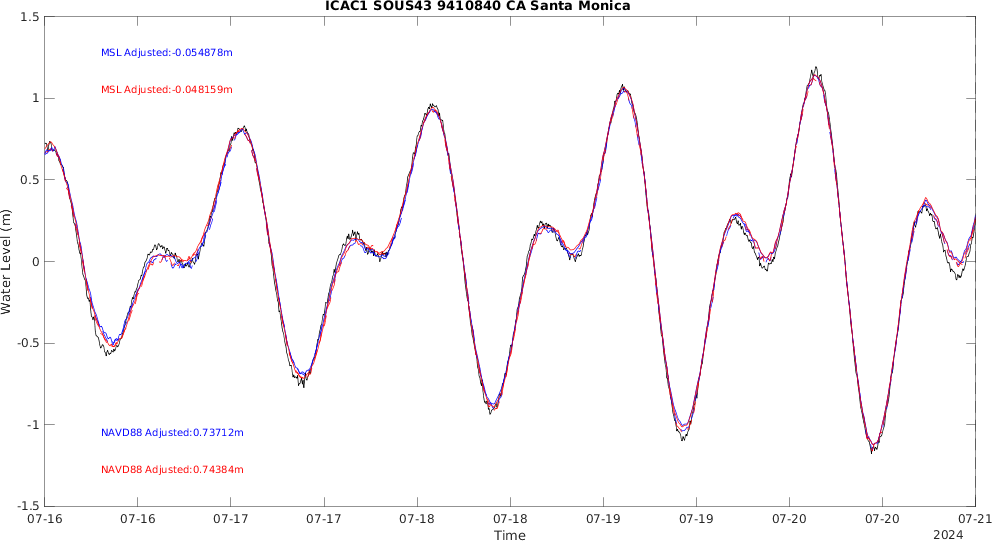 ICAC1 SOUS43 9410840 CA Santa Monica
1.5
MSL Adjusted:-0.054878m
MSL Adjusted:-0.048159m
1
0.5
0
-0.5
-1
-1.5
Water Level (m)
NAVD88 Adjusted:0.73712m
NAVD88 Adjusted:0.74384m
07-16 07-16 07-17 07-17 07-18 07-18 07-19 07-19 07-20 07-20 07-21
Time
2024